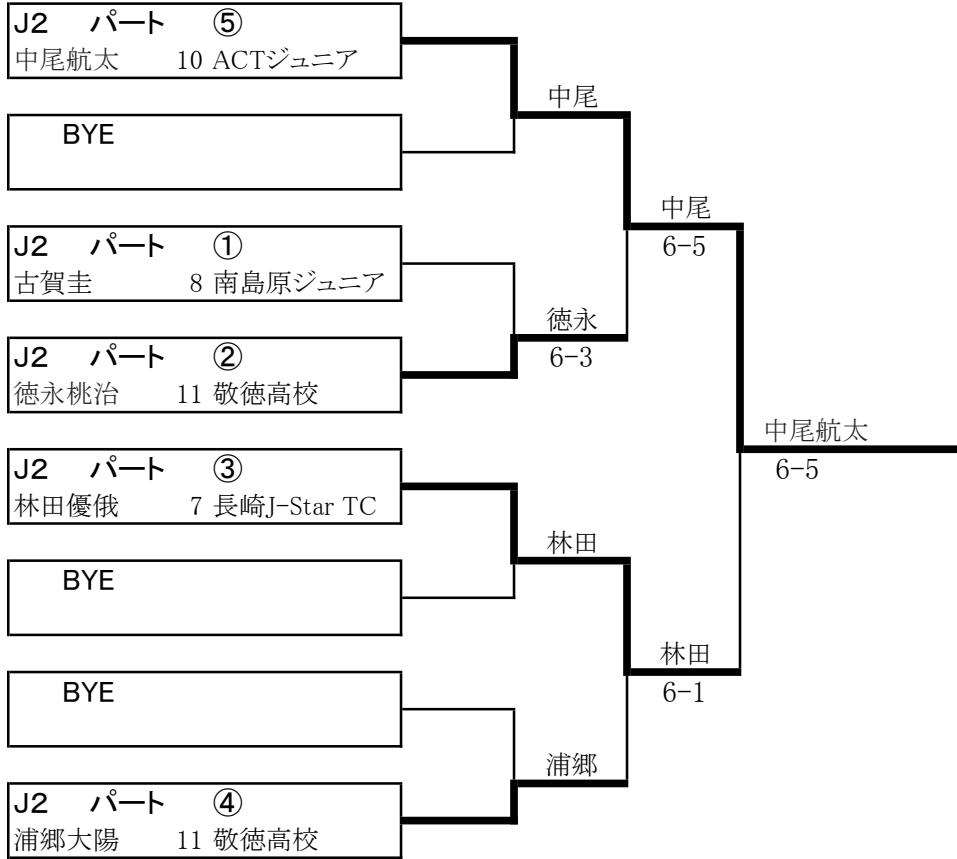 J2 パート ⑤
中尾航太 10 ACTジュニア
中尾
BYE
中尾
6-5
J2 パート ①
古賀圭 8 南島原ジュニア
徳永
6-3
J2 パート ②
徳永桃治 11 敬徳高校
中尾航太
6-5
J2 パート ③
林田優俄 7 長崎J-Star TC
林田
BYE
林田
6-1
BYE
浦郷
J2 パート ④
浦郷大陽 11 敬徳高校